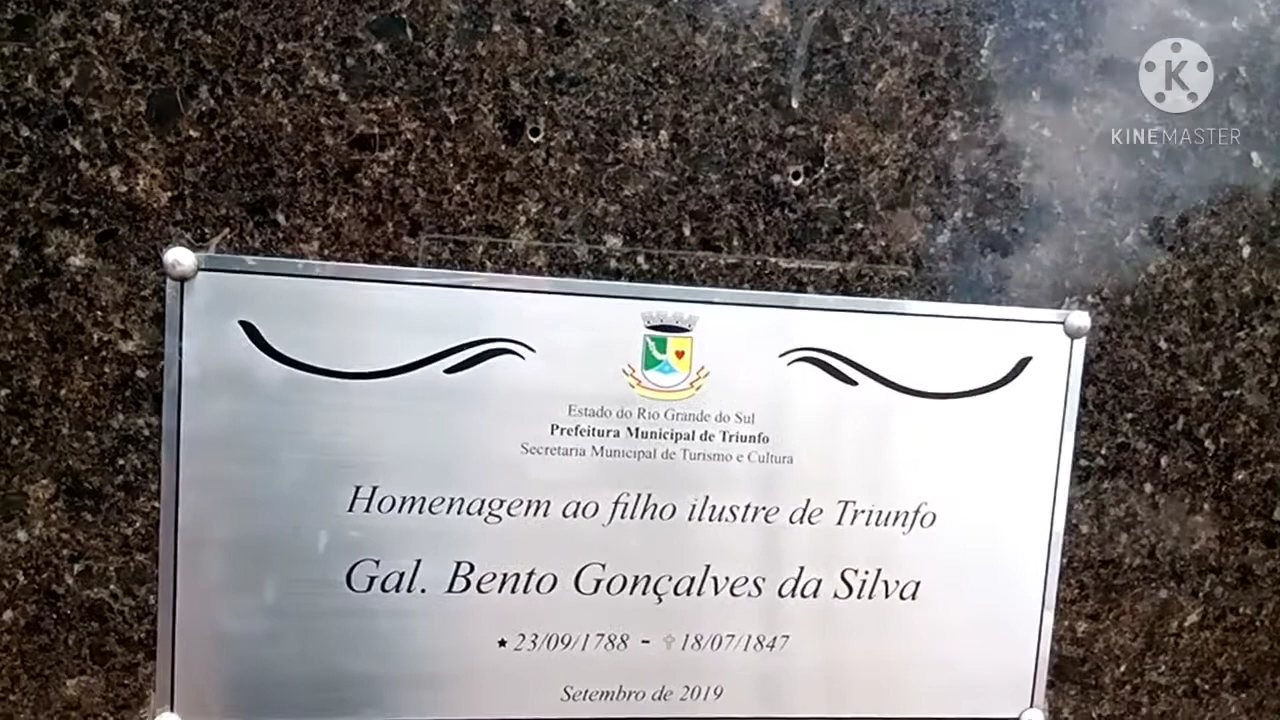 K
KINEMASTER
Estado do Rio Grande do Sul
Prefeitura Municipal de Triunfo
Secretaria Municipal de Turismo e Cultura
Homenagem ao filho ilustre de Triunfo
Gal. Bento Gonçalves da Silva
★ 23/09/1788 - ✞ 18/07/1847
Setembro de 2019